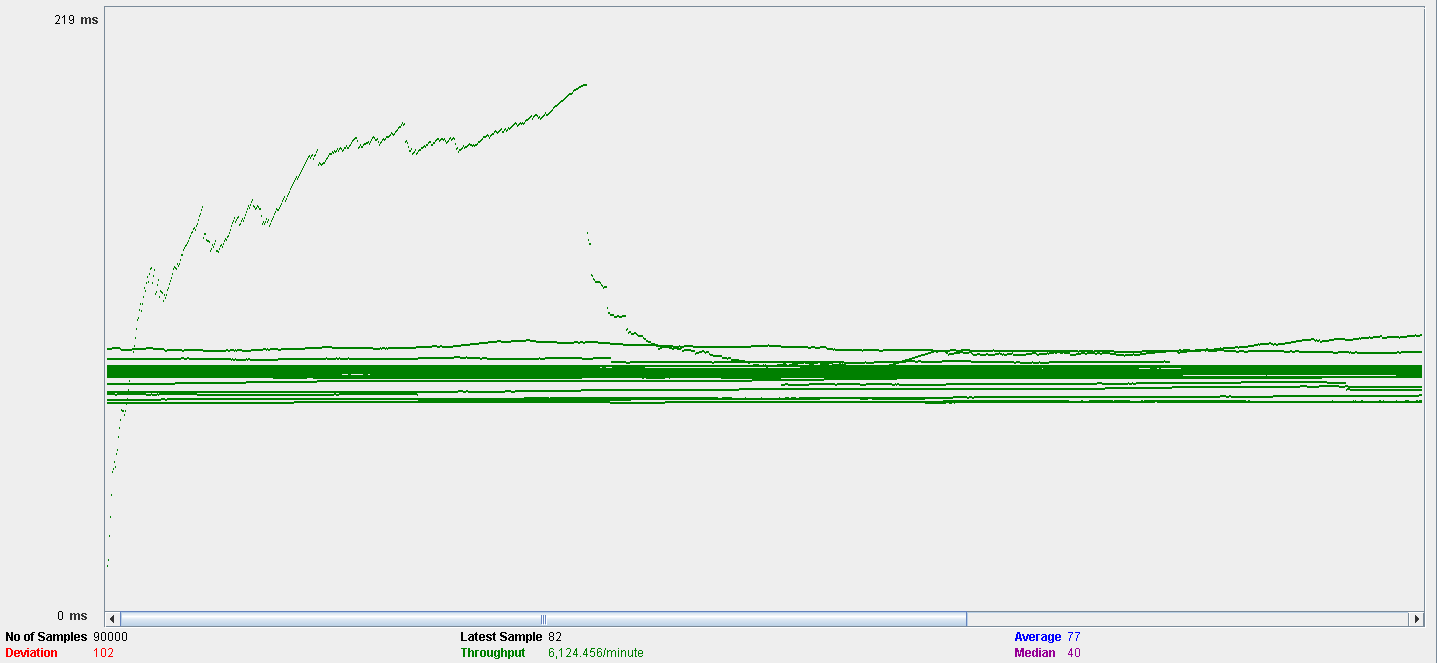 219 ms
0 ms
No of Samples 90000 Latest Sample 82 Average 77
Deviation 102 Throughput 6,124.456/minute Median 40